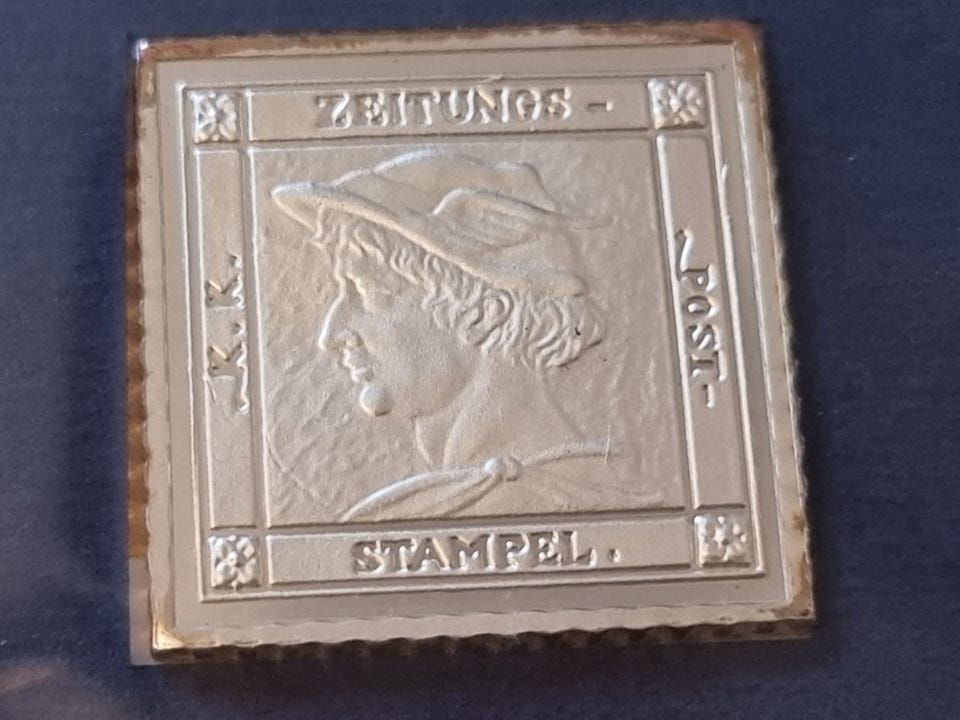 ZEITUNGS -
K. K.
POST-
STAMPEL.